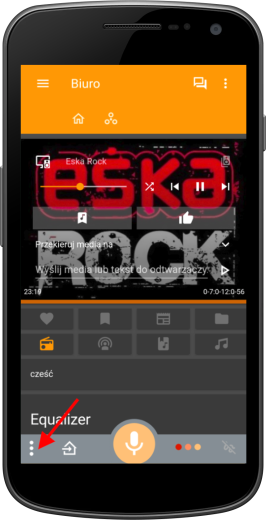 Biuro
Eska Rock
eska
Przekieruj media na
ROCK
Wyślij media lub tekst do odtwarzaczy
23:19
0-7.0-12.0-56
cześć
Equalizer